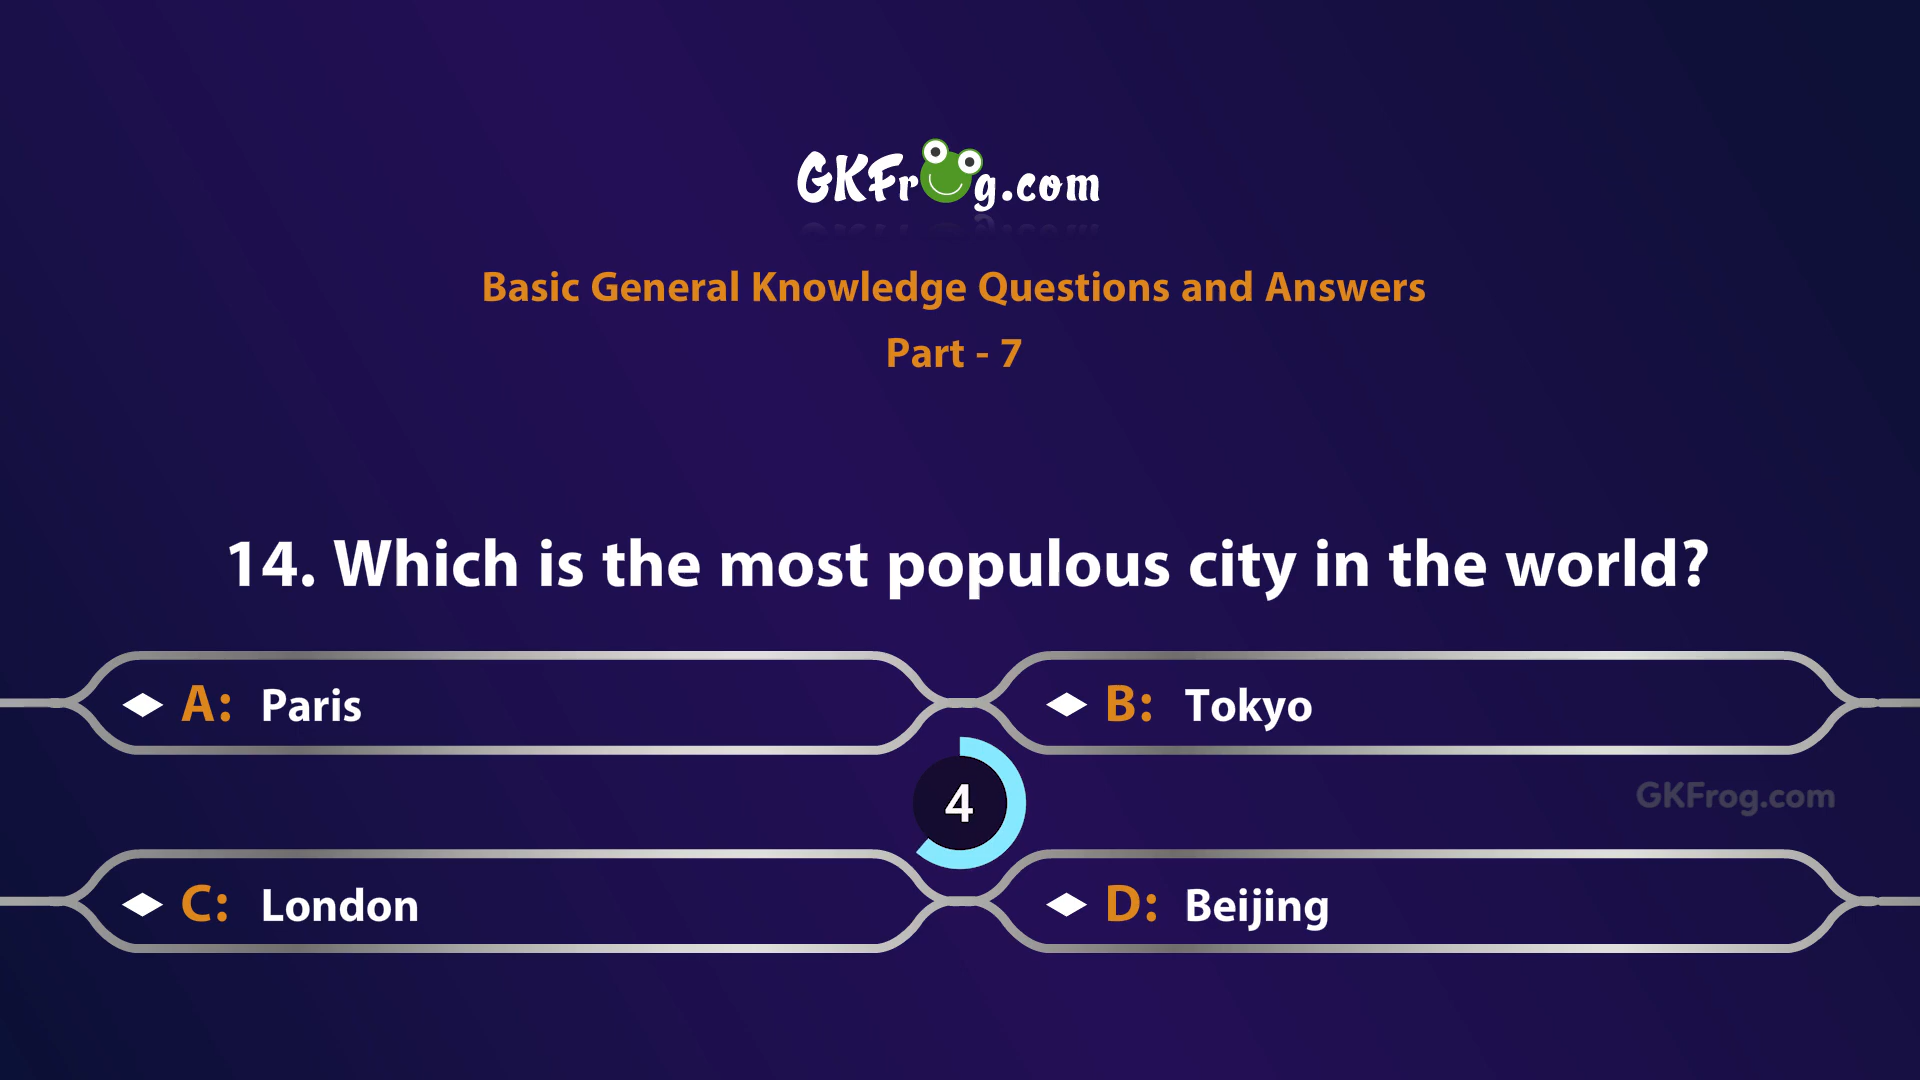 GKFrog.com
Basic General Knowledge Questions and Answers
Part - 7
14. Which is the most populous city in the world?
A: Paris
B: Tokyo
4
GKFrog.com
C: London
D: Beijing